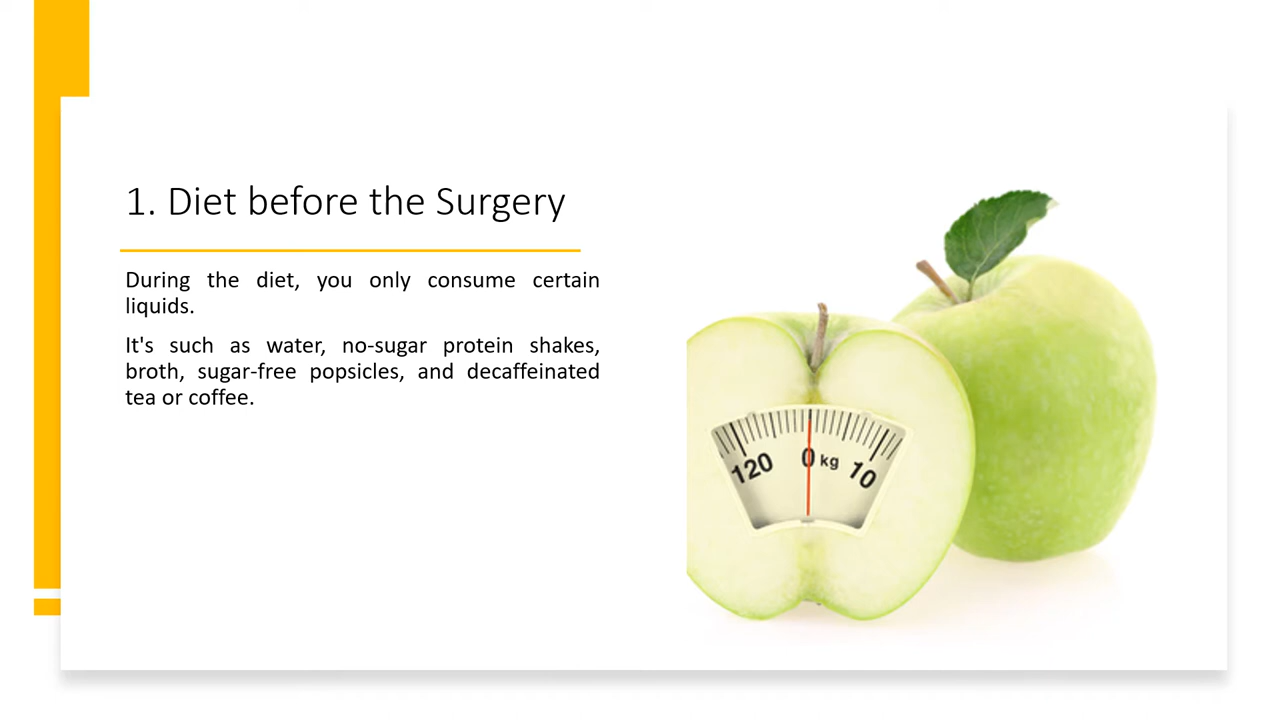 1. Diet before the Surgery
During the diet, you only consume certain
liquids.
It's such as water, no-sugar protein shakes,
broth, sugar-free popsicles, and decaffeinated
tea or coffee.
120 0 kg 10